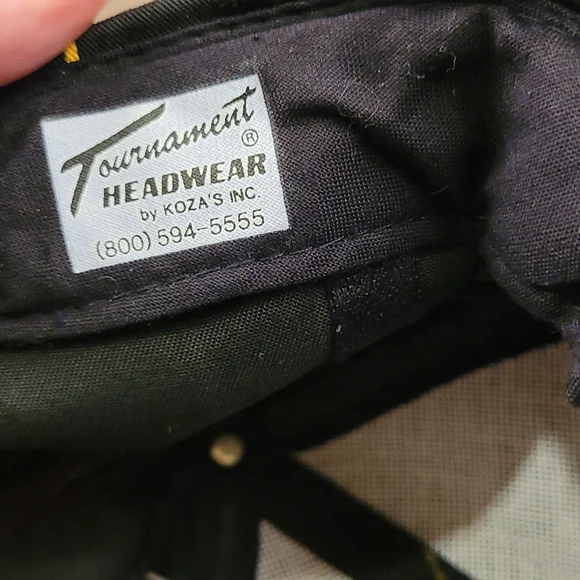 Tournament ®
HEADWEAR
by KOZA'S INC.
(800) 594-5555